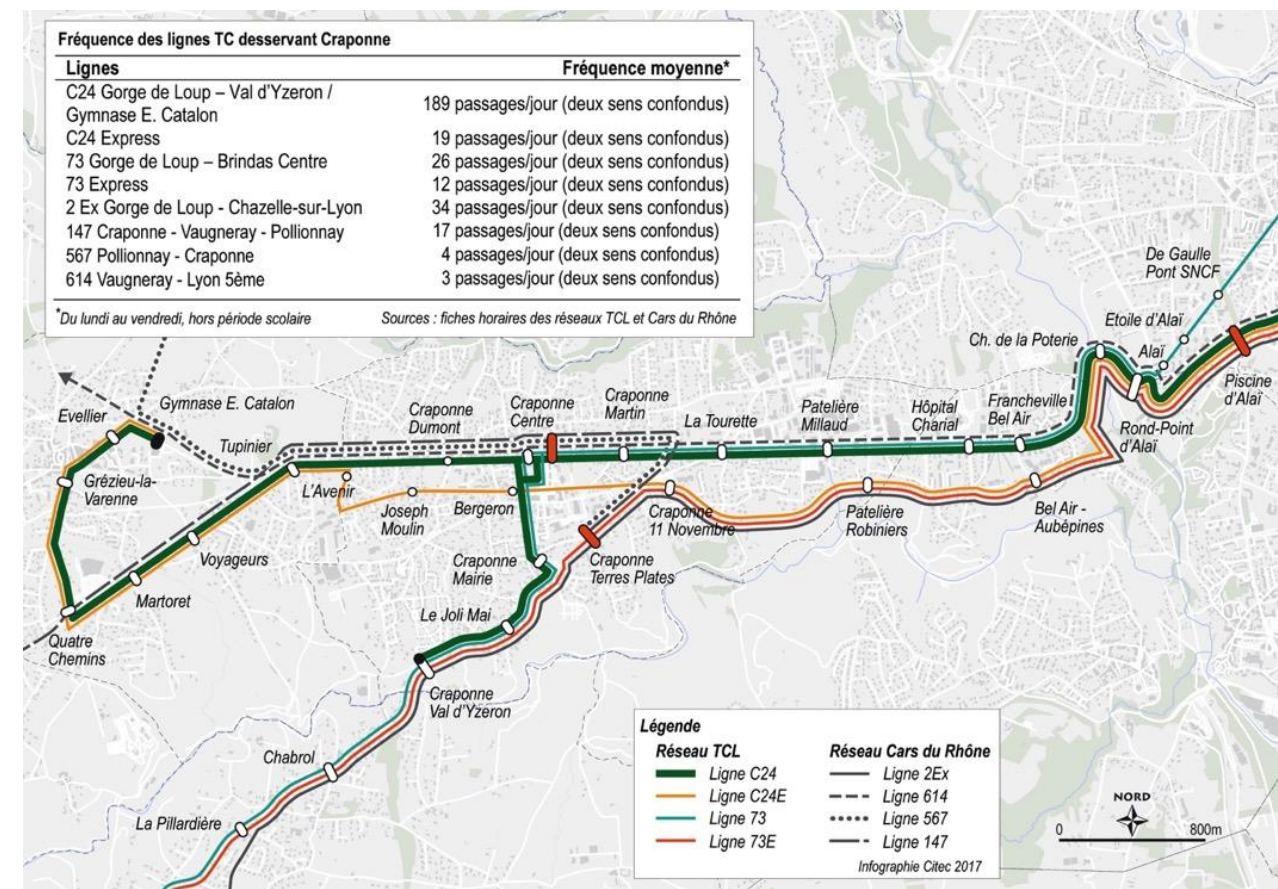 Fréquence des lignes TC desservant Craponne
Lignes Fréquence moyenne*
C24 Gorge de Loup – Val d'Yzeron /
Gymnase E. Catalon 189 passages/jour (deux sens confondus)
C24 Express 19 passages/jour (deux sens confondus)
73 Gorge de Loup – Brindas Centre 26 passages/jour (deux sens confondus)
73 Express 12 passages/jour (deux sens confondus)
2 Ex Gorge de Loup - Chazelle-sur-Lyon 34 passages/jour (deux sens confondus)
147 Craponne - Vaugneray - Pollionnay 17 passages/jour (deux sens confondus)
567 Pollionnay - Craponne 4 passages/jour (deux sens confondus)
614 Vaugneray - Lyon 5ème 3 passages/jour (deux sens confondus)
*Du lundi au vendredi, hors période scolaire Sources : fiches horaires des réseaux TCL et Cars du Rhône
De Gaulle
Pont SNCF
Etoile d'Alaï
Ch. de la Poterie
Alaï
Piscine
d'Alaï
Rond-Point
d'Alaï
Evellier
Gymnase E. Catalon
Tupinier
Craponne
Dumont
Craponne
Centre
Craponne
Martin
La Tourette
Patelière
Millaud
Hôpital
Charial
Francheville
Bel Air
Grézieu-la-
Varenne
L'Avenir
Joseph
Moulin
Bergeron
Craponne
11 Novembre
Patelière
Robiniers
Bel Air -
Aubépines
Voyageurs
Craponne
Mairie
Craponne
Terres Plates
Martoret
Le Joli Mai
Quatre
Chemins
Craponne
Val d'Yzeron
Chabrol
La Pillardière
Légende
Réseau TCL
Ligne C24
Ligne C24E
Ligne 73
Ligne 73E
Réseau Cars du Rhône
Ligne 2Ex
Ligne 614
Ligne 567
Ligne 147
Infographie Citec 2017
NORD
0 800m